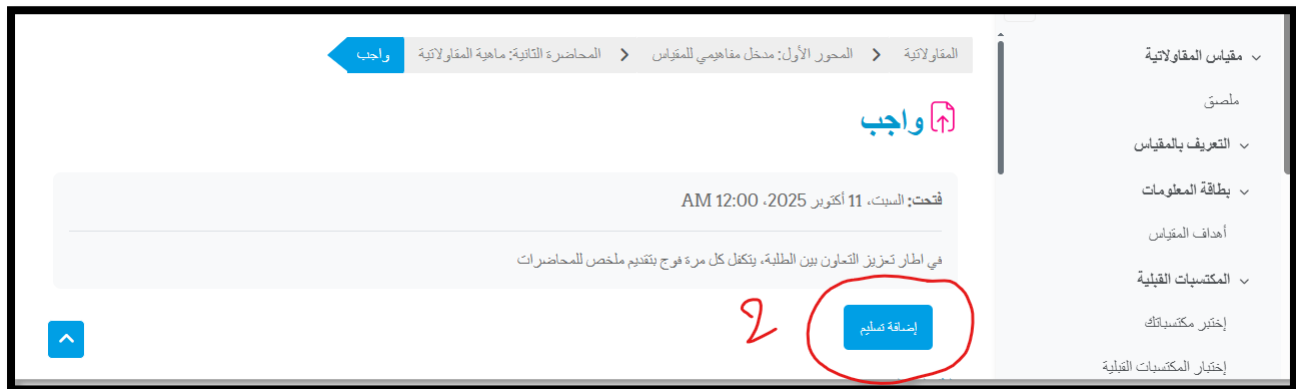 المقاولاتية
المحور الأول: مدخل مفاهيمي للمقياس
المحاضرة الثانية: ماهية المقاولاتية
واجب
واجب
فُتحت: السبت، 11 أكتوبر 2025، 12:00 AM
في اطار تعزيز التعاون بين الطلبة، يتكفل كل مرة فوج بتقديم ملخص للمحاضرات
إضافة تسليم
2
مقياس المقاولاتية
ملصق
التعريف بالمقياس
بطاقة المعلومات
أهداف المقياس
المكتسبات القبلية
إختبر مكتسباتك
إختبار المكتسبات القبلية